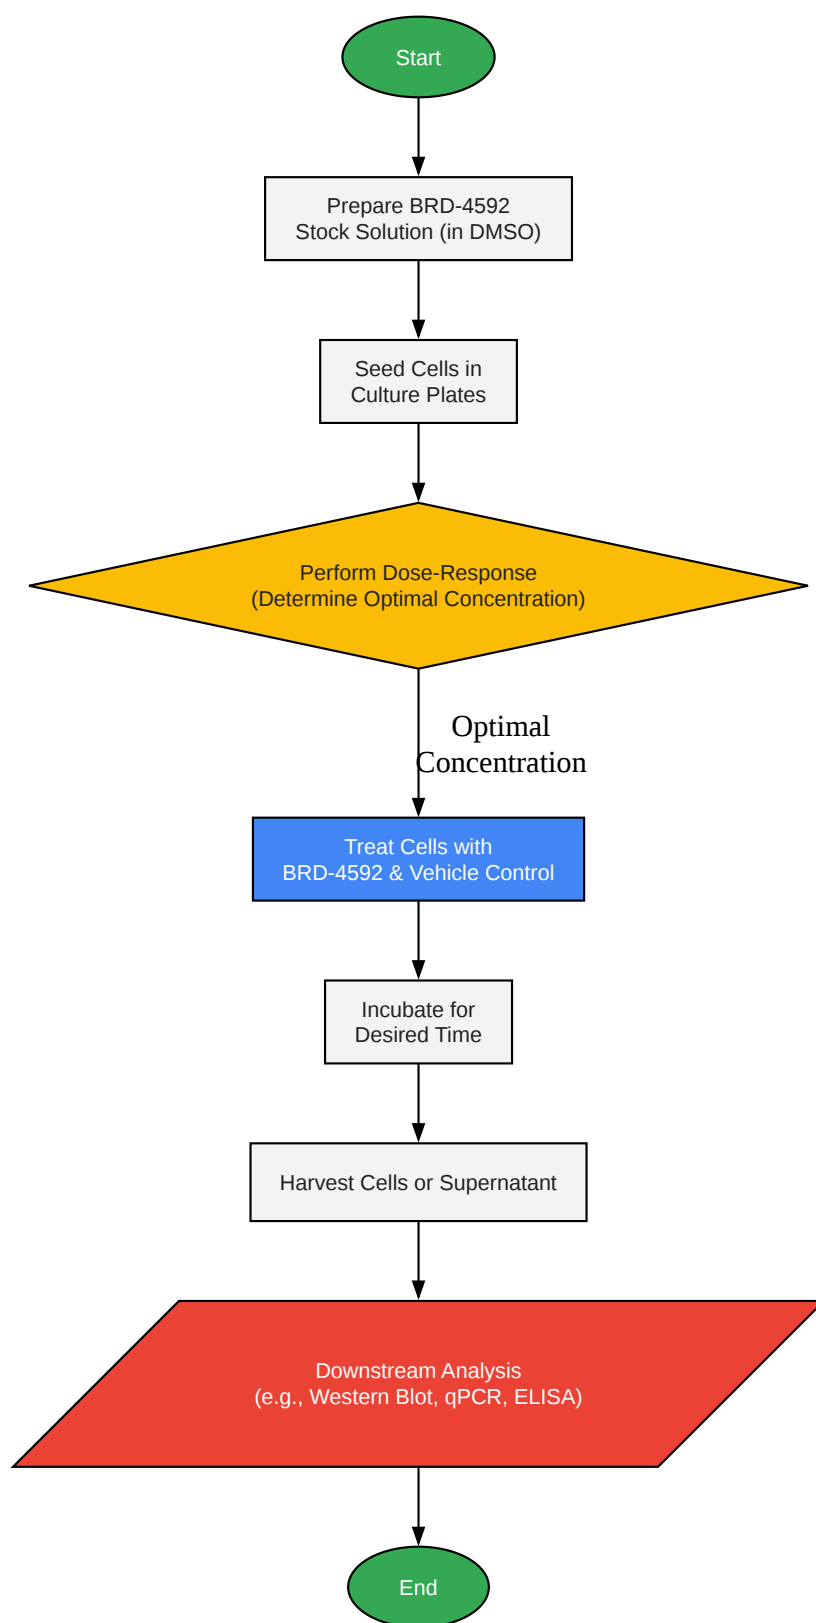 Start
Prepare BRD-4592
Stock Solution (in DMSO)
Seed Cells in
Culture Plates
Perform Dose-Response
(Determine Optimal Concentration)
Optimal
Concentration
Treat Cells with
BRD-4592 & Vehicle Control
Incubate for
Desired Time
Harvest Cells or Supernatant
Downstream Analysis
(e.g., Western Blot, qPCR, ELISA)
End